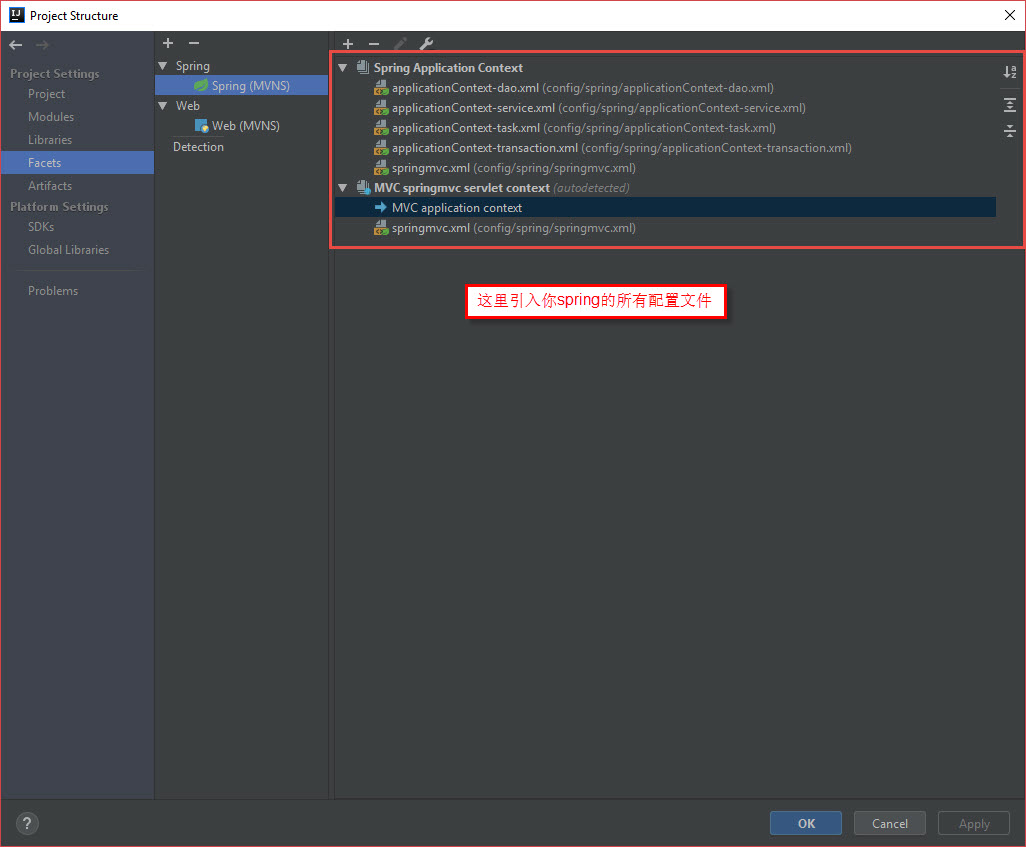 Project Structure
Project Settings
Project
Modules
Libraries
Facets
Artifacts
Platform Settings
SDKs
Global Libraries
Problems
Spring
Spring (MVNS)
Web
Web (MVNS)
Detection
Spring Application Context
applicationContext-dao.xml (config/spring/applicationContext-dao.xml)
applicationContext-service.xml (config/spring/applicationContext-service.xml)
applicationContext-task.xml (config/spring/applicationContext-task.xml)
applicationContext-transaction.xml (config/spring/applicationContext-transaction.xml)
springmvc.xml (config/spring/springmvc.xml)
MVC springmvc servlet context (autodetected)
MVC application context
springmvc.xml (config/spring/springmvc.xml)
这里引入你spring的所有配置文件
OK
Cancel
Apply